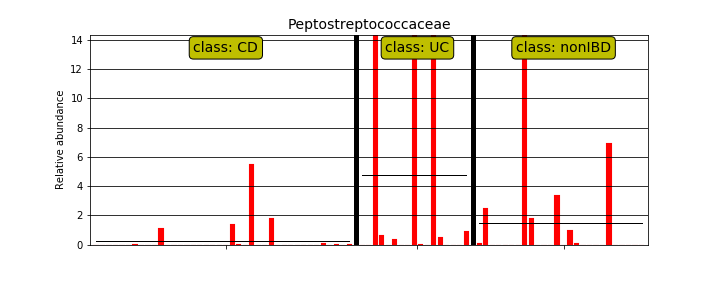 Peptostreptococcaceae
class: CD
class: UC
class: nonIBD
Relative abundance
14
12
10
8
6
4
2
0